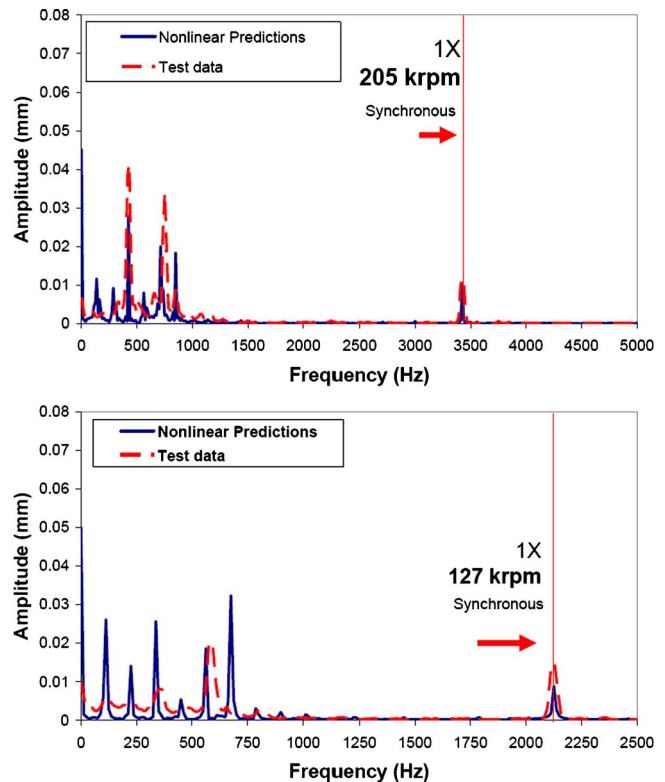 0.08
0.07
0.06
0.05
0.04
0.03
0.02
0.01
0
Amplitude (mm)
Nonlinear Predictions
Test data
1X
205 krpm
Synchronous
0 500 1000 1500 2000 2500 3000 3500 4000 4500 5000
Frequency (Hz)
0.08
0.07
0.06
0.05
0.04
0.03
0.02
0.01
0
Amplitude (mm)
Nonlinear Predictions
Test data
1X
127 krpm
Synchronous
0 250 500 750 1000 1250 1500 1750 2000 2250 2500
Frequency (Hz)